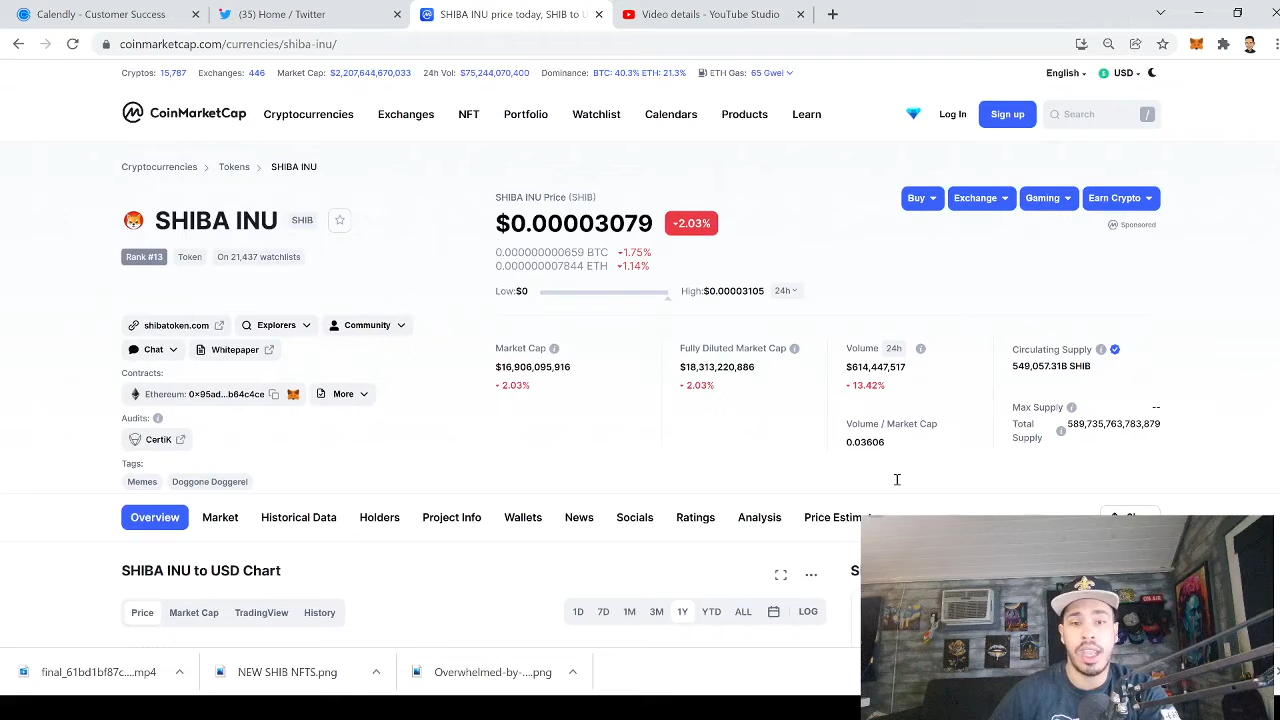 Calendly - Customer Success
(35) Home / Twitter
SHIBA INU price today, SHIB to U
Video details - YouTube Studio
coinmarketcap.com/currencies/shiba-inu/
Cryptos: 15,787 Exchanges: 446 Market Cap: $2,207,644,670,033 24h Vol: $75,244,070,400 Dominance: BTC: 40.3% ETH: 21.3% ETH Gas: 65 Gwei
English USD
CoinMarketCap Cryptocurrencies Exchanges NFT Portfolio Watchlist Calendars Products Learn Log In Sign up Search /
Cryptocurrencies Tokens SHIBA INU
SHIBA INU SHIB
Rank #13 Token On 21,437 watchlists
shibatoken.com Explorers Community
Chat Whitepaper
Contracts:
Ethereum: 0x95ad...b64c4ce More
Audits:
CertiK
Tags:
Memes Doggone Doggerel
SHIBA INU Price (SHIB)
$0.00003079 2.03%
0.000000000659 BTC 1.75%
0.000000007844 ETH 1.14%
Low:$0 High:$0.00003105 24h
Buy Exchange Gaming Earn Crypto
Sponsored
Market Cap
$16,906,095,916
2.03%
Fully Diluted Market Cap
$18,313,220,886
2.03%
Volume 24h
$614,447,517
13.42%
Volume / Market Cap
0.03606
Circulating Supply
549,057.31B SHIB
Max Supply --
Total Supply 589,735,763,783,879
Overview Market Historical Data Holders Project Info Wallets News Socials Ratings Analysis Price Estim
SHIBA INU to USD Chart
S
Price Market Cap TradingView History
1D 7D 1M 3M 1Y YTD ALL LOG
final_61bd1bf87c....mp4
NEW SHIB NFTS.png
Overwhelmed-by-....png
ON AIR